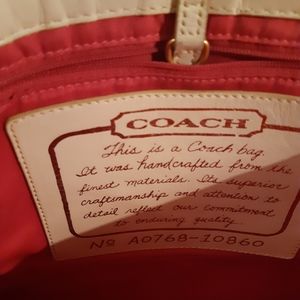 COACH
This is a Coach bag.
It was handcrafted from the
finest materials. Its superior
craftsmanship and attention to
detail reflect our commitment
to enduring quality.
No A0768-10860